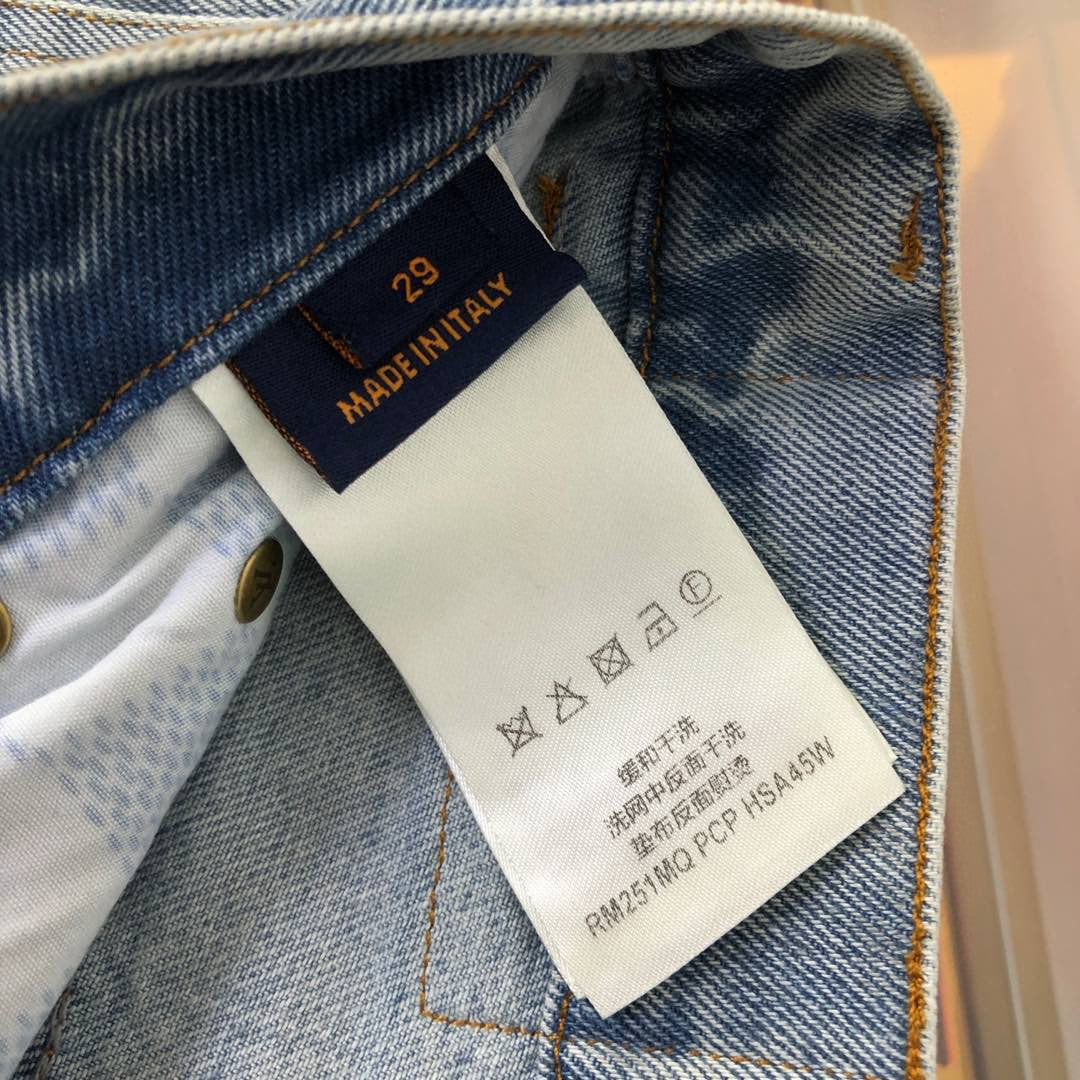 29
MADE IN ITALY
F
缓和干洗
洗网中反面干洗
垫布反面熨烫
RM251MQ PCP HSA45W